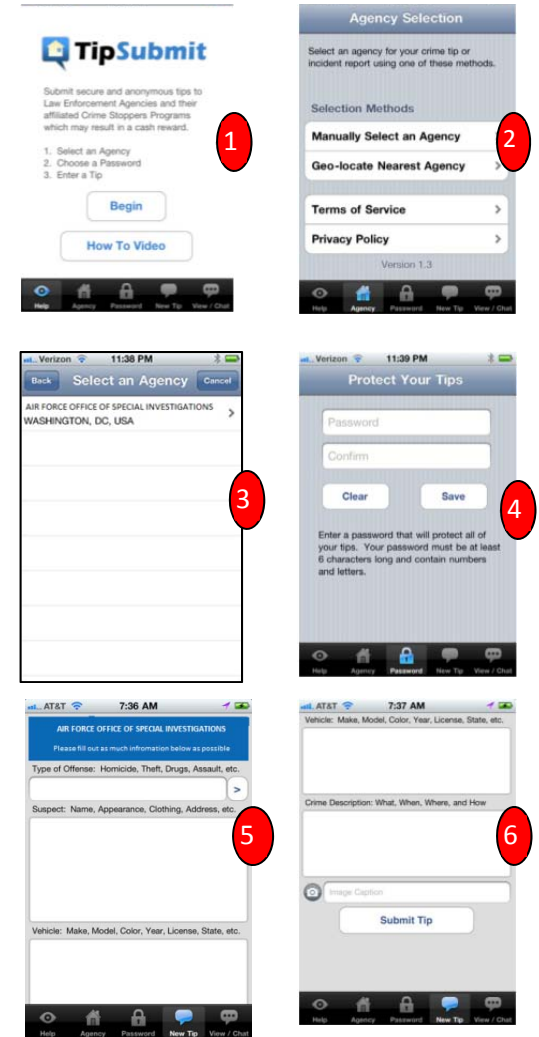 TipSubmit
Submit secure and anonymous tips to
Law Enforcement Agencies and their
affiliated Crime Stoppers Programs
which may result in a cash reward.
1. Select an Agency
2. Choose a Password
3. Enter a Tip
Begin
How To Video
Help Agency Password New Tip View / Chat
1
Agency Selection
Select an agency for your crime tip or
incident report using one of these methods.
Selection Methods
Manually Select an Agency
Geo-locate Nearest Agency >
Terms of Service >
Privacy Policy >
Version 1.3
Help Agency Password New Tip View / Chat
2
Verizon 11:38 PM
Back Select an Agency Cancel
AIR FORCE OFFICE OF SPECIAL INVESTIGATIONS >
WASHINGTON, DC, USA
3
Verizon 11:39 PM
Protect Your Tips
Password
Confirm
Clear Save
Enter a password that will protect all of
your tips. Your password must be at least
6 characters long and contain numbers
and letters.
Help Agency Password New Tip View / Chat
4
AT&T 7:36 AM
AIR FORCE OFFICE OF SPECIAL INVESTIGATIONS
Please fill out as much infromation below as possible
Type of Offense: Homicide, Theft, Drugs, Assault, etc.
>
Suspect: Name, Appearance, Clothing, Address, etc.
Vehicle: Make, Model, Color, Year, License, State, etc.
Help Agency Password New Tip View / Chat
5
AT&T 7:37 AM
Vehicle: Make, Model, Color, Year, License, State, etc.
Crime Description: What, When, Where, and How
Image Caption
Submit Tip
Help Agency Password New Tip View / Chat
6